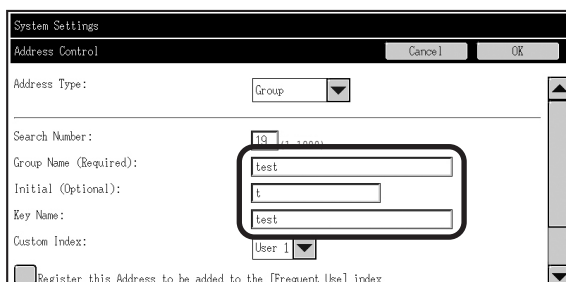 System Settings
Address Control Cancel OK
Address Type: Group
Search Number: 19
Group Name (Required): test
Initial (Optional): t
Key Name: test
Custom Index: User 1
Register this Address to be added to the [Frequent Use] index